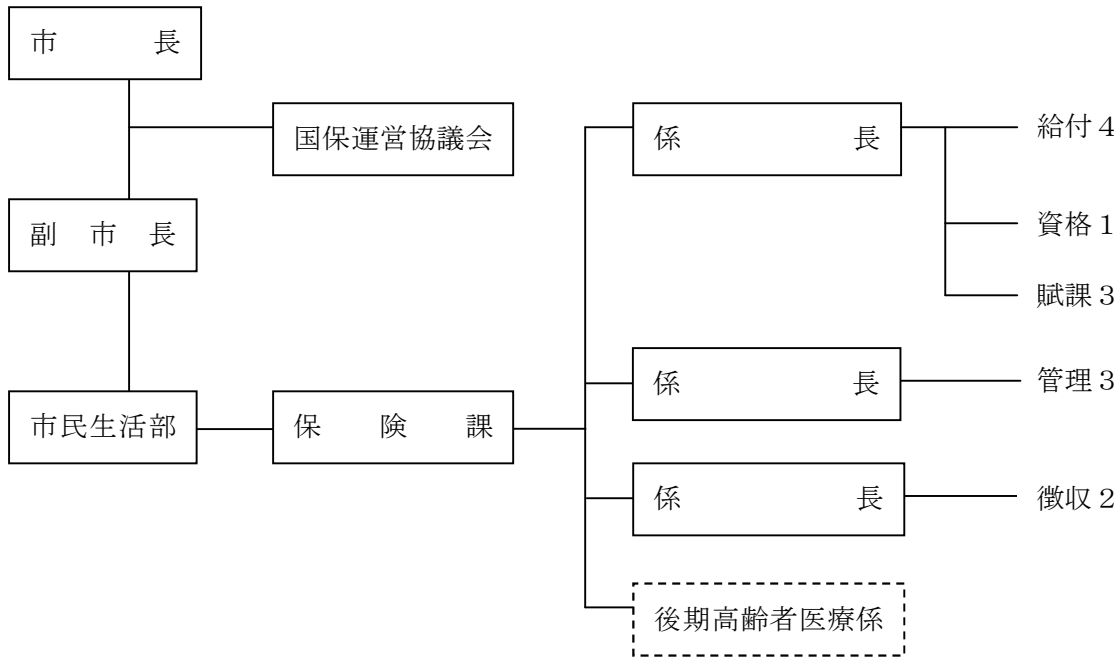 市長
国保運営協議会
係長
給付4
副市長
資格1
賦課3
市民生活部
保険課
係長
管理3
係長
徴収2
後期高齢者医療係